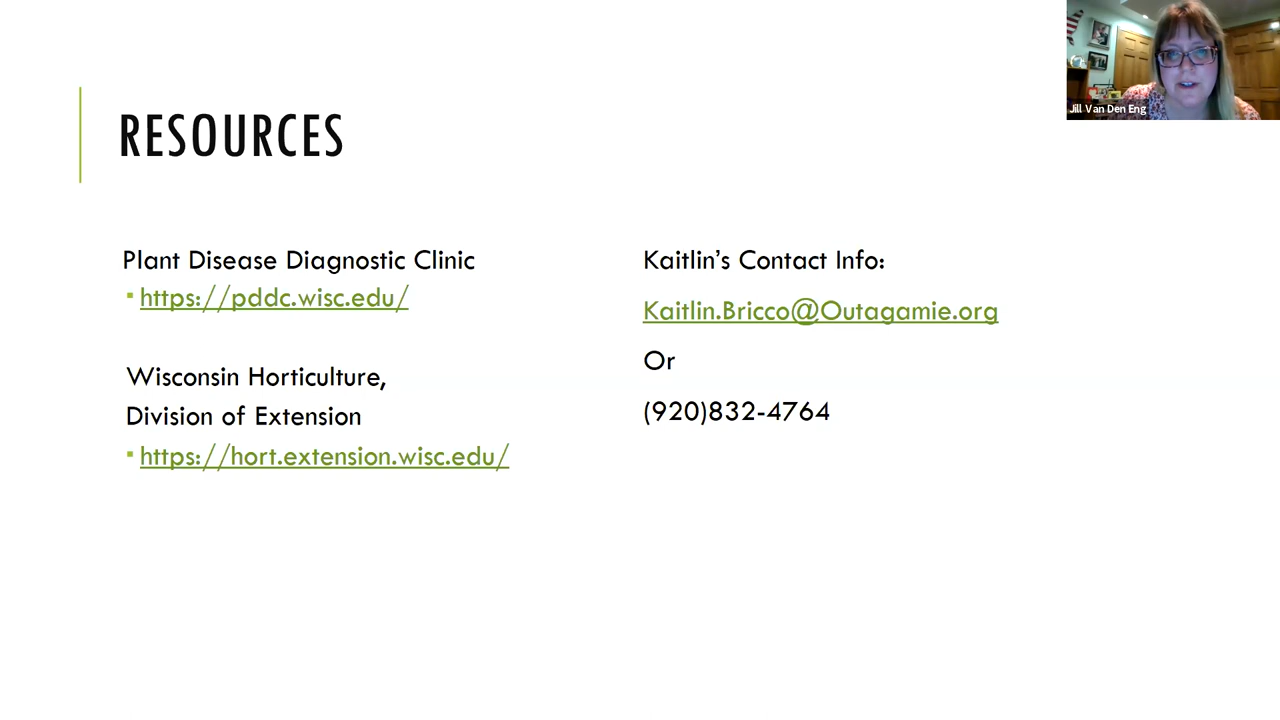 RESOURCES
Plant Disease Diagnostic Clinic
https://pddc.wisc.edu/
Wisconsin Horticulture,
Division of Extension
https://hort.extension.wisc.edu/
Kaitlin’s Contact Info:
Kaitlin.Bricco@Outagamie.org
Or
(920)832-4764
Jill Van Den Eng